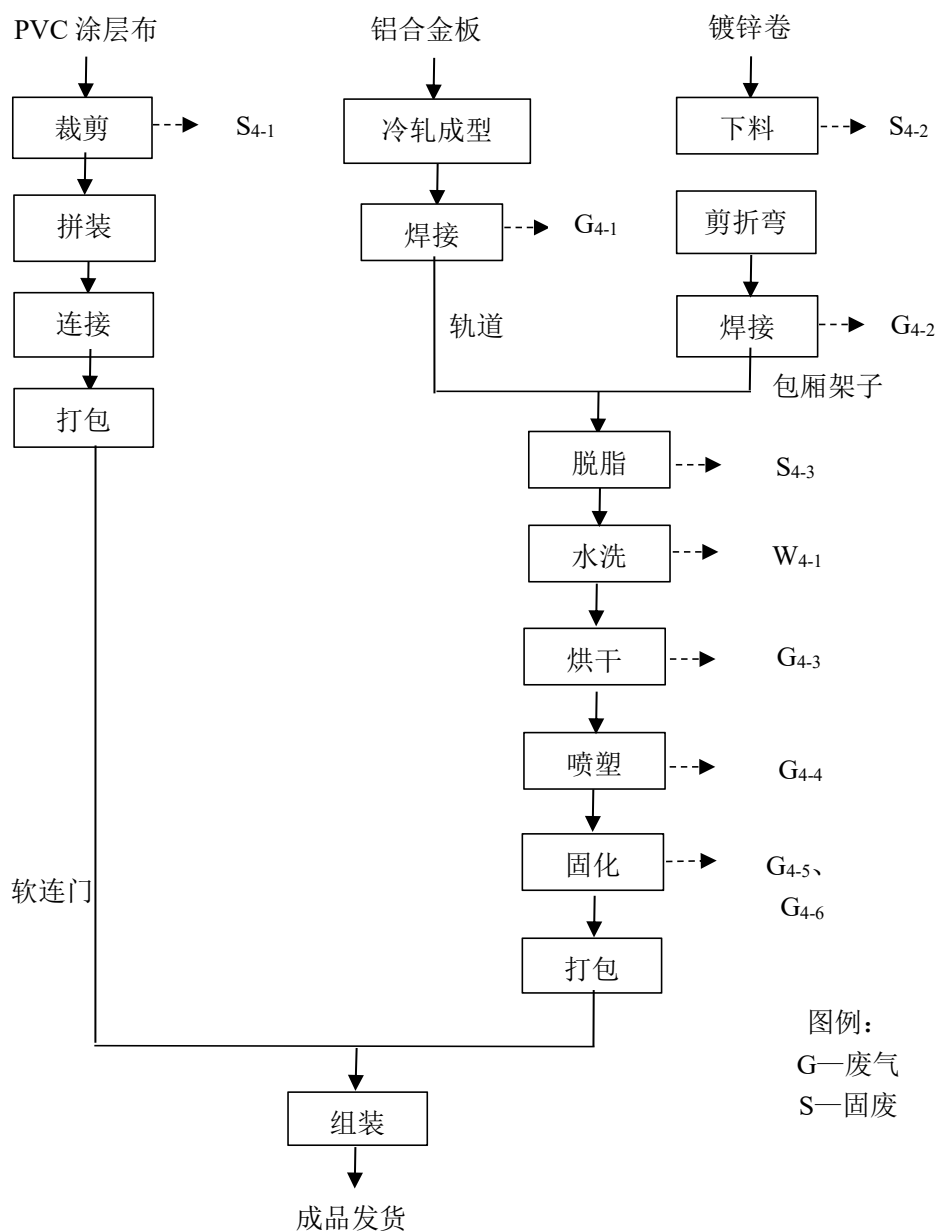 PVC 涂层布
铝合金板
镀锌卷
裁剪
S4-1
冷轧成型
下料
S4-2
拼装
焊接
G4-1
剪折弯
连接
轨道
焊接
G4-2
打包
包厢架子
脱脂
S4-3
水洗
W4-1
烘干
G4-3
喷塑
G4-4
固化
G4-5、
G4-6
软连门
打包
图例：
G—废气
S—固废
组装
成品发货